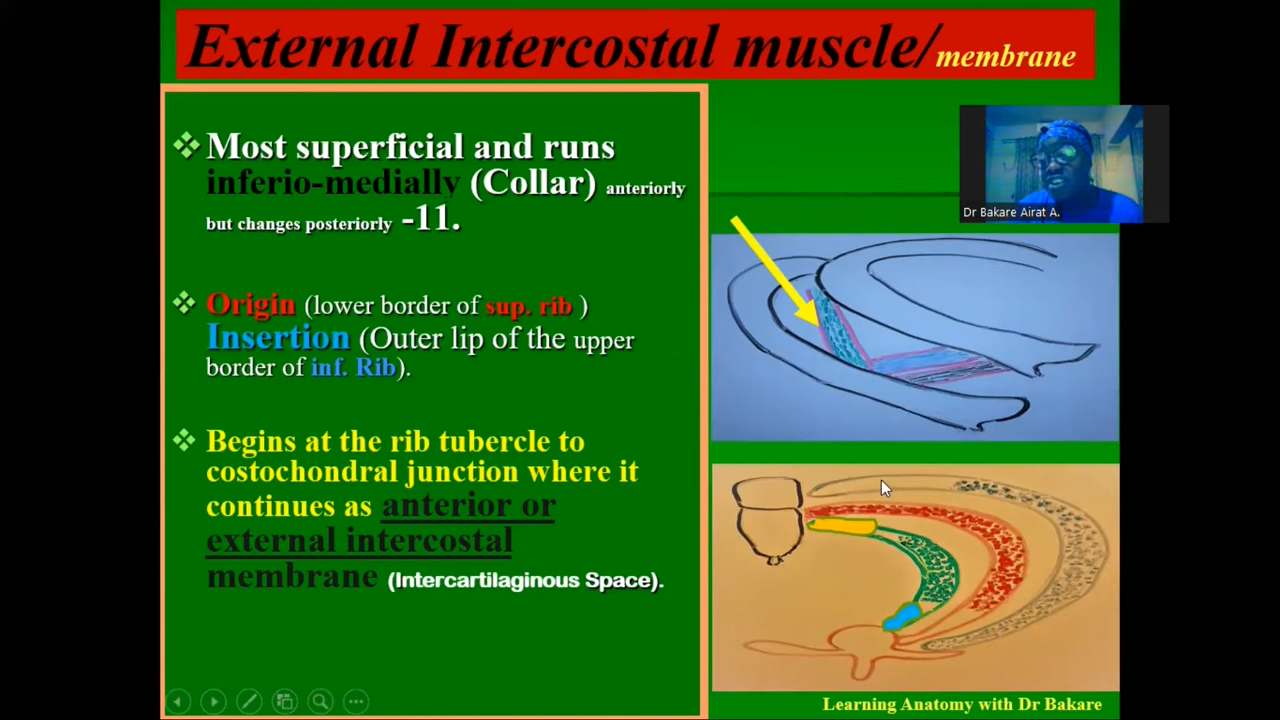 External Intercostal muscle/membrane
Most superficial and runs
inferio-medially (Collar) anteriorly
but changes posteriorly -11.
Origin (lower border of sup. rib )
Insertion (Outer lip of the upper
border of inf. Rib).
Begins at the rib tubercle to
costochondral junction where it
continues as anterior or
external intercostal
membrane (Intercartilaginous Space).
Dr Bakare Airat A.
Learning Anatomy with Dr Bakare